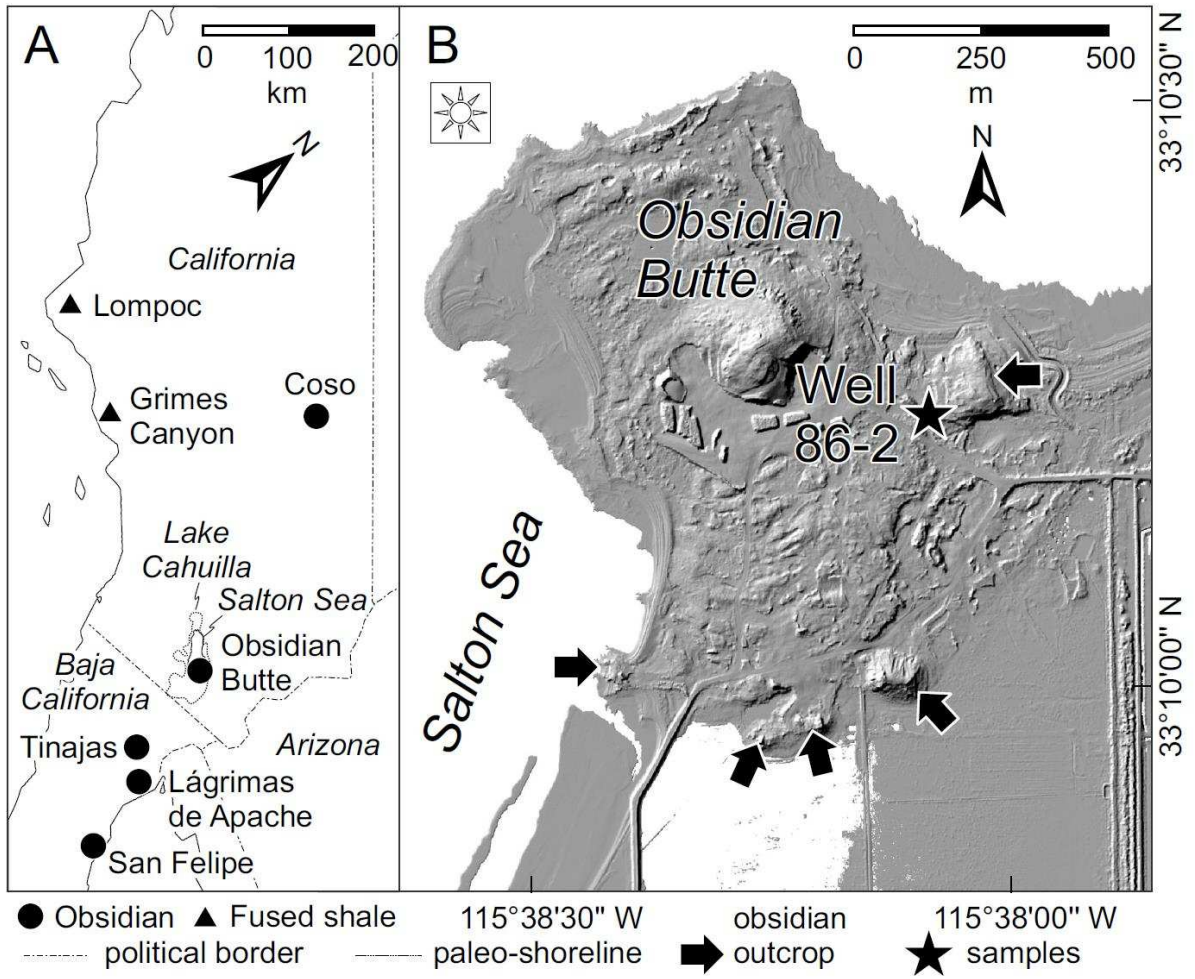 A
0 100 200
km
N
California
Lompoc
Grimes
Canyon
Coso
Lake
Cahuilla
Salton Sea
Obsidian
Butte
Baja
California
Arizona
Tinajas
Lágrimas
de Apache
San Felipe
B
0 250 500
m
N
Obsidian
Butte
Well
86-2
Salton Sea
33°10'30" N
33°10'00" N
115°38'30" W
115°38'00" W
Obsidian
Fused shale
obsidian
outcrop
political border
paleo-shoreline
samples